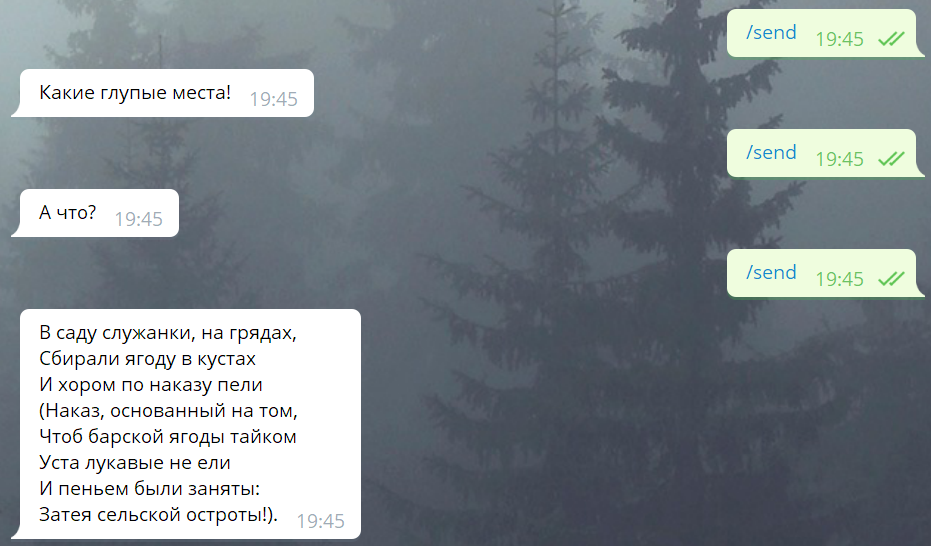 /send 19:45
Какие глупые места! 19:45
/send 19:45
А что? 19:45
/send 19:45
В саду служанки, на грядах,
Сбирали ягоду в кустах
И хором по наказу пели
(Наказ, основанный на том,
Чтоб барской ягоды тайком
Уста лукавые не ели
И пеньем были заняты:
Затея сельской остроты!). 19:45